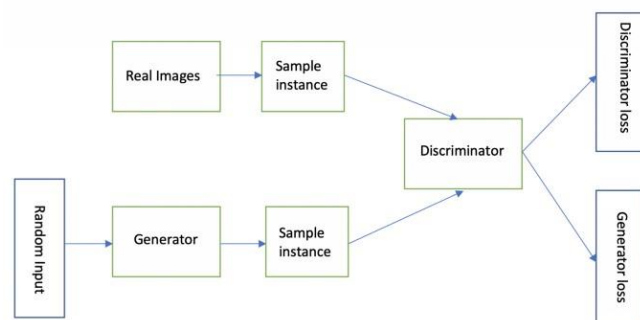 Real Images
Sample
instance
Discriminator
Discriminator loss
Random Input
Generator
Sample
instance
Generator loss